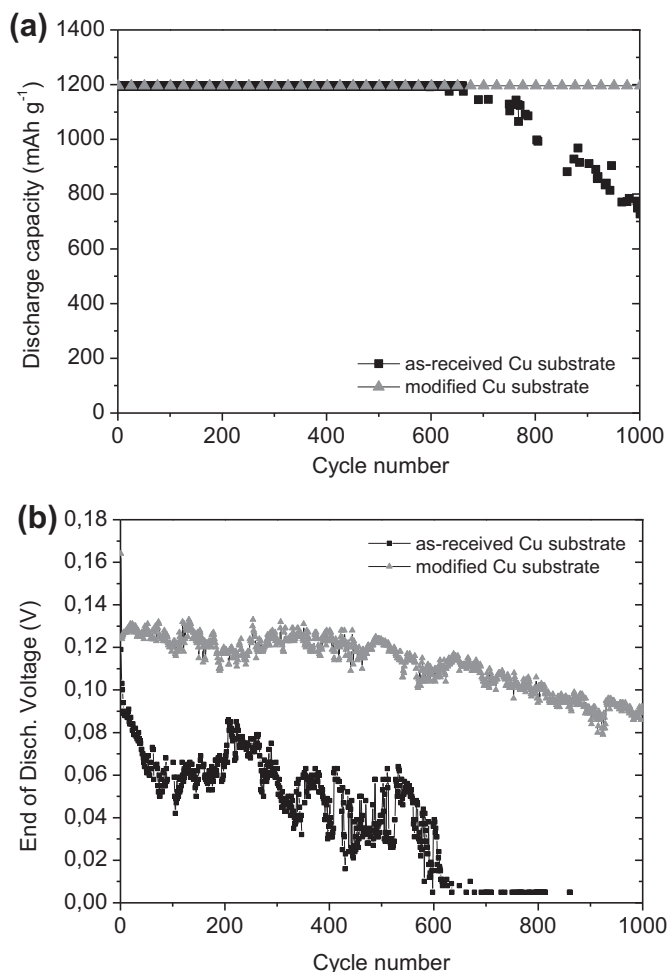 (a)
1400
1200
1000
800
600
400
200
0
Discharge capacity (mAh g⁻¹)
as-received Cu substrate
modified Cu substrate
0 200 400 600 800 1000
Cycle number
(b)
0,18
0,16
0,14
0,12
0,10
0,08
0,06
0,04
0,02
0,00
End of Disch. Voltage (V)
as-received Cu substrate
modified Cu substrate
0 200 400 600 800 1000
Cycle number